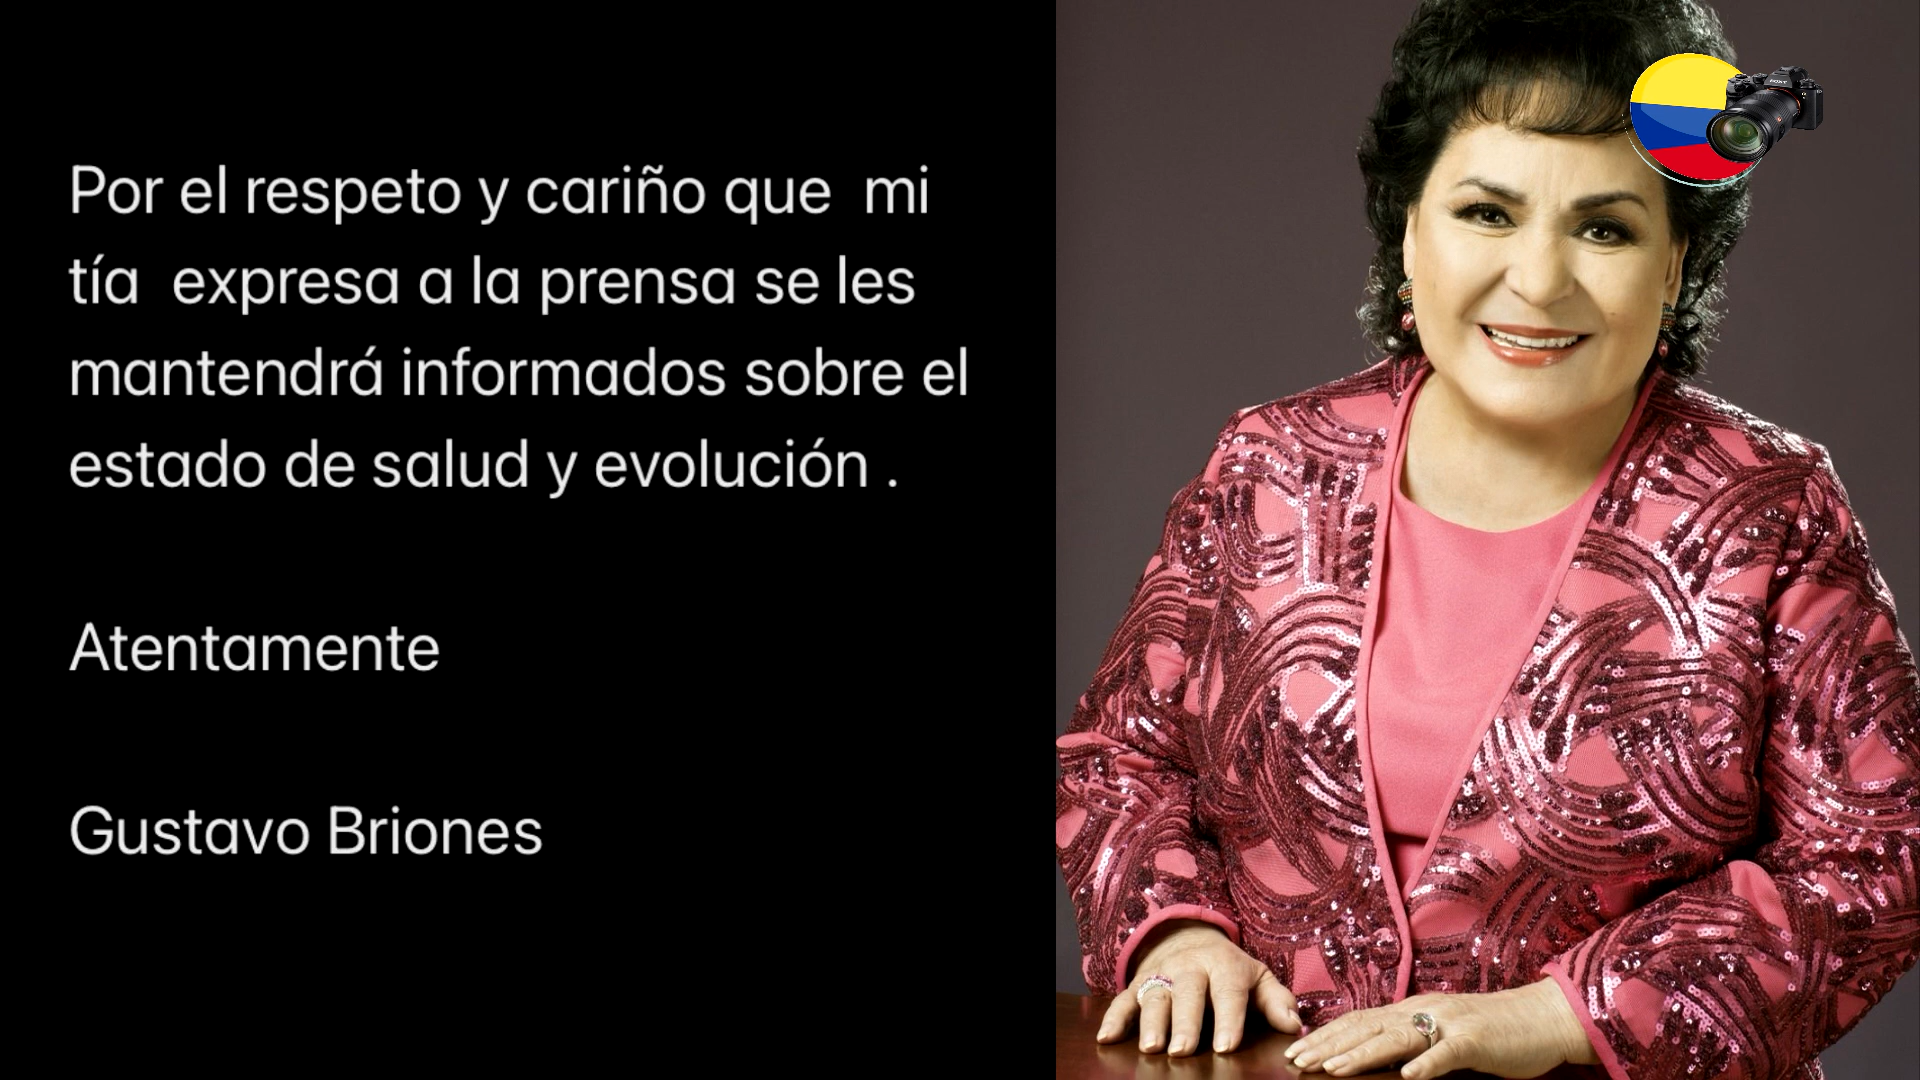 Por el respeto y cariño que  mi
tía  expresa a la prensa se les
mantendrá informados sobre el
estado de salud y evolución .
Atentamente
Gustavo Briones